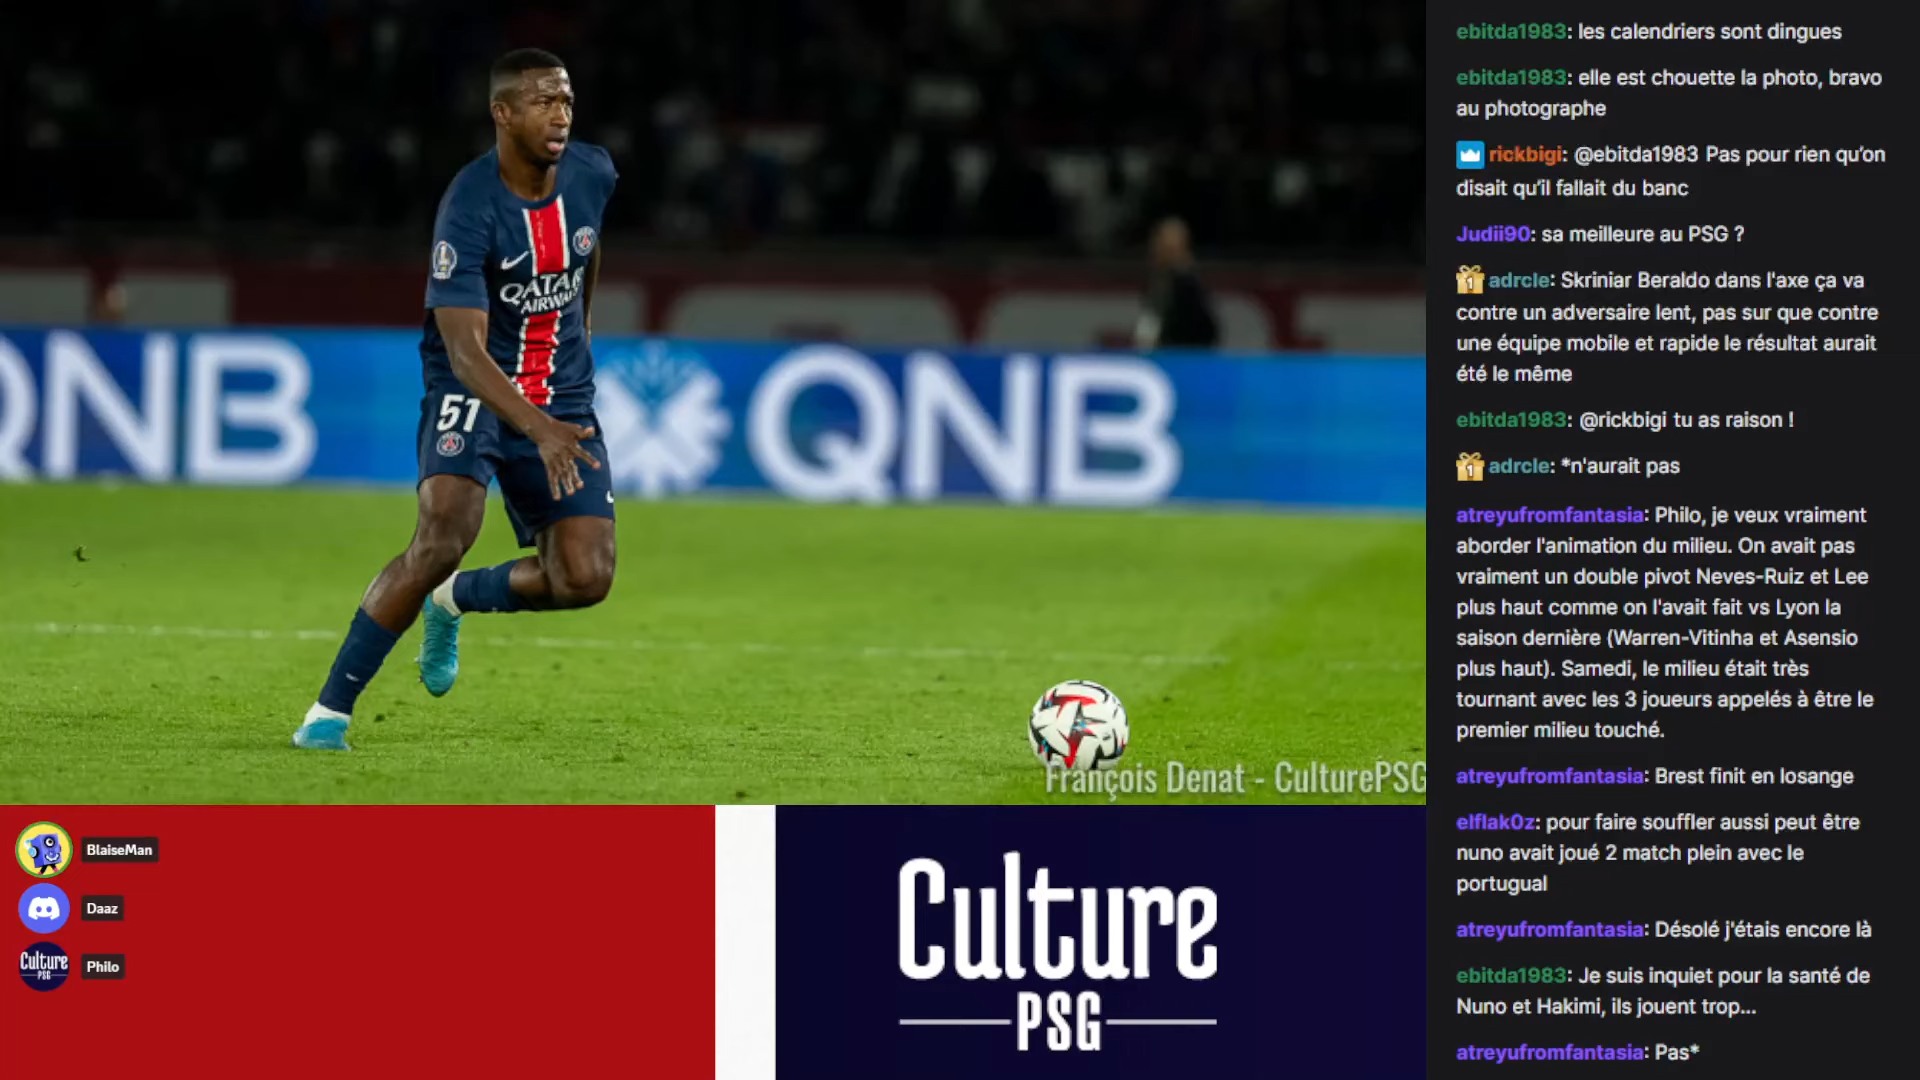 QATAR
AIRWAYS
51
QNB
QNB
François Denat - CulturePSG
BlaiseMan
Daaz
Culture
PSG
Philo
Culture
PSG
ebitda1983: les calendriers sont dingues
ebitda1983: elle est chouette la photo, bravo
au photographe
rickbigi: @ebitda1983 Pas pour rien qu'on
disait qu'il fallait du banc
Judii90: sa meilleure au PSG ?
1 adrcle: Skriniar Beraldo dans l'axe ça va
contre un adversaire lent, pas sur que contre
une équipe mobile et rapide le résultat aurait
été le même
ebitda1983: @rickbigi tu as raison !
1 adrcle: *n'aurait pas
atreyufromfantasia: Philo, je veux vraiment
aborder l'animation du milieu. On avait pas
vraiment un double pivot Neves-Ruiz et Lee
plus haut comme on l'avait fait vs Lyon la
saison dernière (Warren-Vitinha et Asensio
plus haut). Samedi, le milieu était très
tournant avec les 3 joueurs appelés à être le
premier milieu touché.
atreyufromfantasia: Brest finit en losange
elflak0z: pour faire souffler aussi peut être
nuno avait joué 2 match plein avec le
portugual
atreyufromfantasia: Désolé j'étais encore là
ebitda1983: Je suis inquiet pour la santé de
Nuno et Hakimi, ils jouent trop...
atreyufromfantasia: Pas*